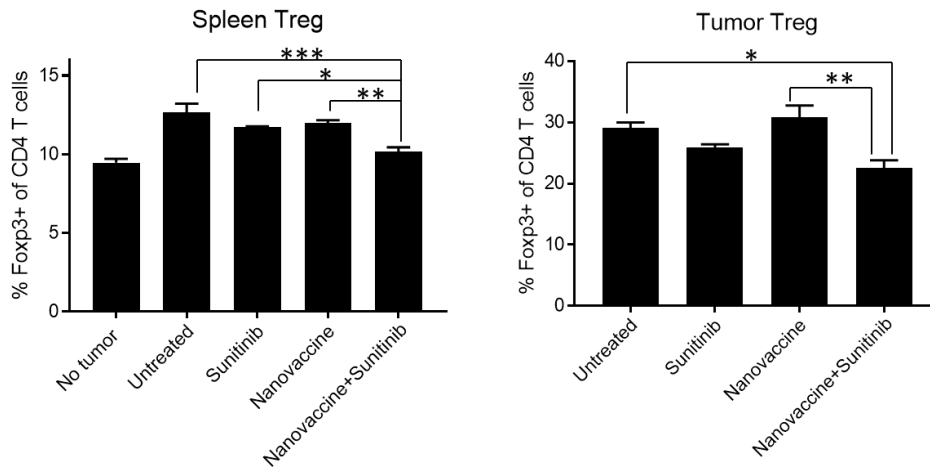 Spleen Treg
% Foxp3+ of CD4 T cells
15
10
5
0
***
*
**
No tumor
Untreated
Sunitinib
Nanovaccine
Nanovaccine+Sunitinib
Tumor Treg
% Foxp3+ of CD4 T cells
40
30
20
10
0
*
**
Untreated
Sunitinib
Nanovaccine
Nanovaccine+Sunitinib